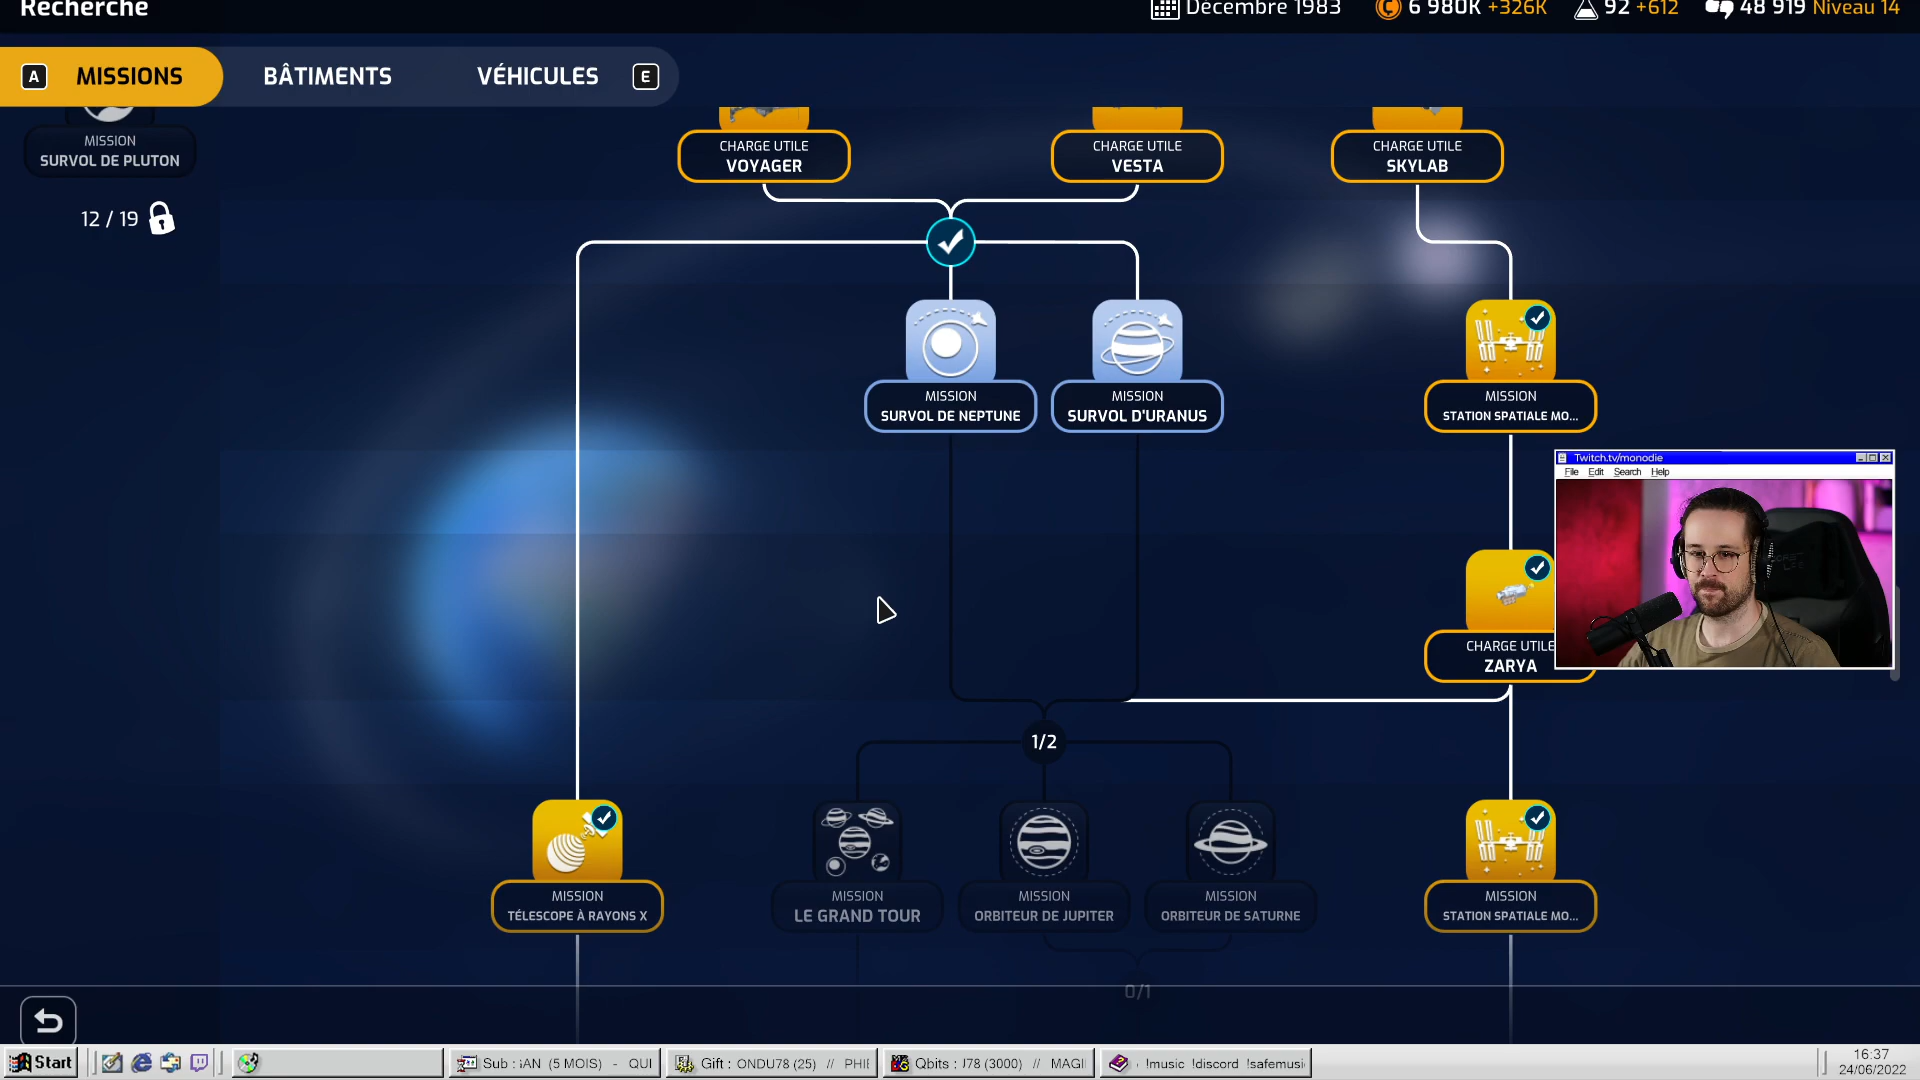 Recherche
Décembre 1983
6 980K +326K
92 +612
48 919 Niveau 14
A MISSIONS
BÂTIMENTS
VÉHICULES E
MISSION
SURVOL DE PLUTON
12 / 19
CHARGE UTILE
VOYAGER
CHARGE UTILE
VESTA
CHARGE UTILE
SKYLAB
MISSION
SURVOL DE NEPTUNE
MISSION
SURVOL D'URANUS
MISSION
STATION SPATIALE MO...
Twitch.tv/monodie
File Edit Search Help
CHARGE UTILE
ZARYA
1/2
MISSION
TÉLESCOPE À RAYONS X
MISSION
LE GRAND TOUR
MISSION
ORBITEUR DE JUPITER
MISSION
ORBITEUR DE SATURNE
MISSION
STATION SPATIALE MO...
0/1
Start
Sub : iAN (5 MOIS) - QUI
Gift : ONDU78 (25) // PHI
Qbits : J78 (3000) // MAGI
!music !discord !safemusi
16:37
24/06/2022